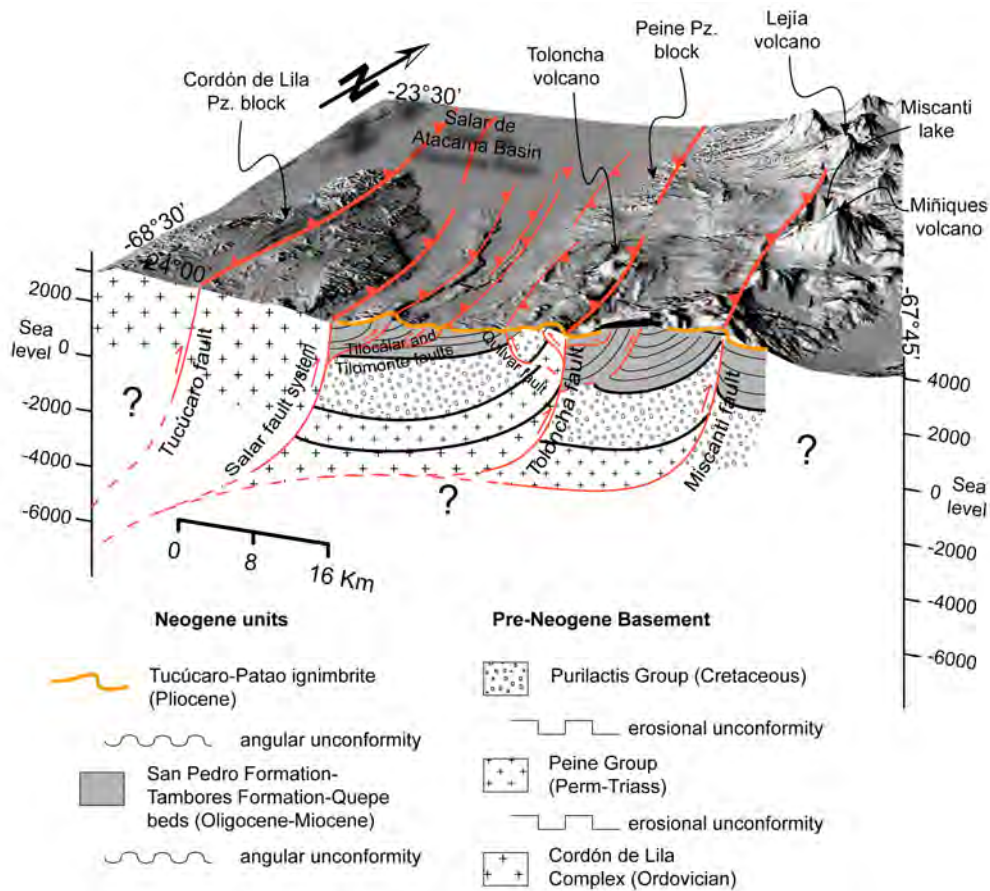 Cordón de Lila
Pz. block
N
-23°30'
Salar de
Atacama Basin
Toloncha
volcano
Peine Pz.
block
Lejía
volcano
Miscanti
lake
Miñiques
volcano
-68°30'
-24°00'
-67°45'
2000
Sea
level
0
-2000
-4000
-6000
?
Tucúcaro fault
Salar fault system
Tilocálar and
Tilomonte faults
Quilvar fault
Toloncha fault
Miscanti fault
?
?
4000
2000
0
Sea
level
-2000
-4000
-6000
0
8
16 Km
Neogene units
Tucúcaro-Patao ignimbrite
(Pliocene)
angular unconformity
San Pedro Formation-
Tambores Formation-Quepe
beds (Oligocene-Miocene)
angular unconformity
Pre-Neogene Basement
Purilactis Group (Cretaceous)
erosional unconformity
Peine Group
(Perm-Triass)
erosional unconformity
Cordón de Lila
Complex (Ordovician)